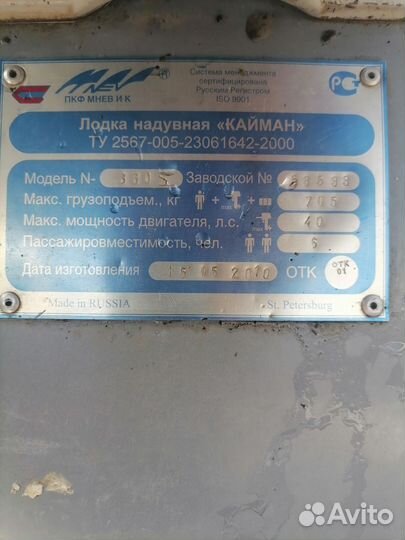 MNEV
ПКФ МНЕВ И К
®
Система менеджмента
сертифицирована
Русским Регистром
ISO 9001
РСТ
Лодка надувная «КАЙМАН»
ТУ 2567-005-23061642-2000
Модель N- Заводской №
Макс. грузоподъем., кг + + = 705
Макс. мощность двигателя, л.с. 40
Пассажировместимость, чел.
Дата изготовления 15 05 2010 ОТК ОТК 01
Made in RUSSIA St. Petersburg
Avito